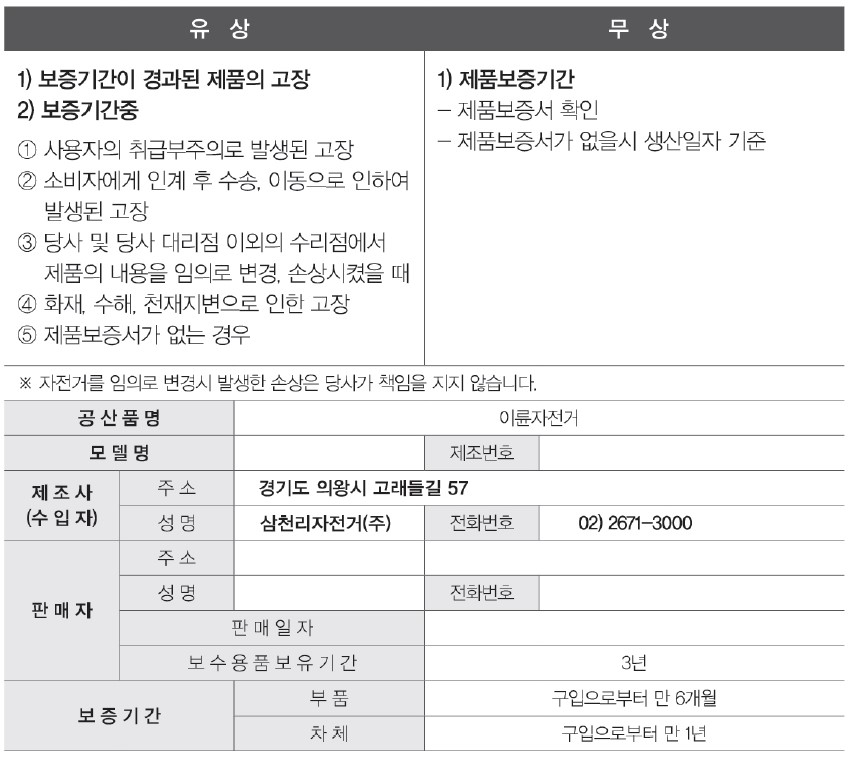 유 상
무 상
1) 보증기간이 경과된 제품의 고장
2) 보증기간중
① 사용자의 취급부주의로 발생된 고장
② 소비자에게 인계 후 수송, 이동으로 인하여
발생된 고장
③ 당사 및 당사 대리점 이외의 수리점에서
제품의 내용을 임의로 변경, 손상시켰을 때
④ 화재, 수해, 천재지변으로 인한 고장
⑤ 제품보증서가 없는 경우
1) 제품보증기간
– 제품보증서 확인
– 제품보증서가 없을시 생산일자 기준
※ 자전거를 임의로 변경시 발생한 손상은 당사가 책임을 지지 않습니다.
공산품명 이륜자전거
모델명 제조번호
제조사
(수입자)
주소 경기도 의왕시 고래들길 57
성명 삼천리자전거(주) 전화번호 02) 2671-3000
판매자
주소
성명 전화번호
판매일자
보수용품보유기간 3년
보증기간
부품 구입으로부터 만 6개월
차체 구입으로부터 만 1년